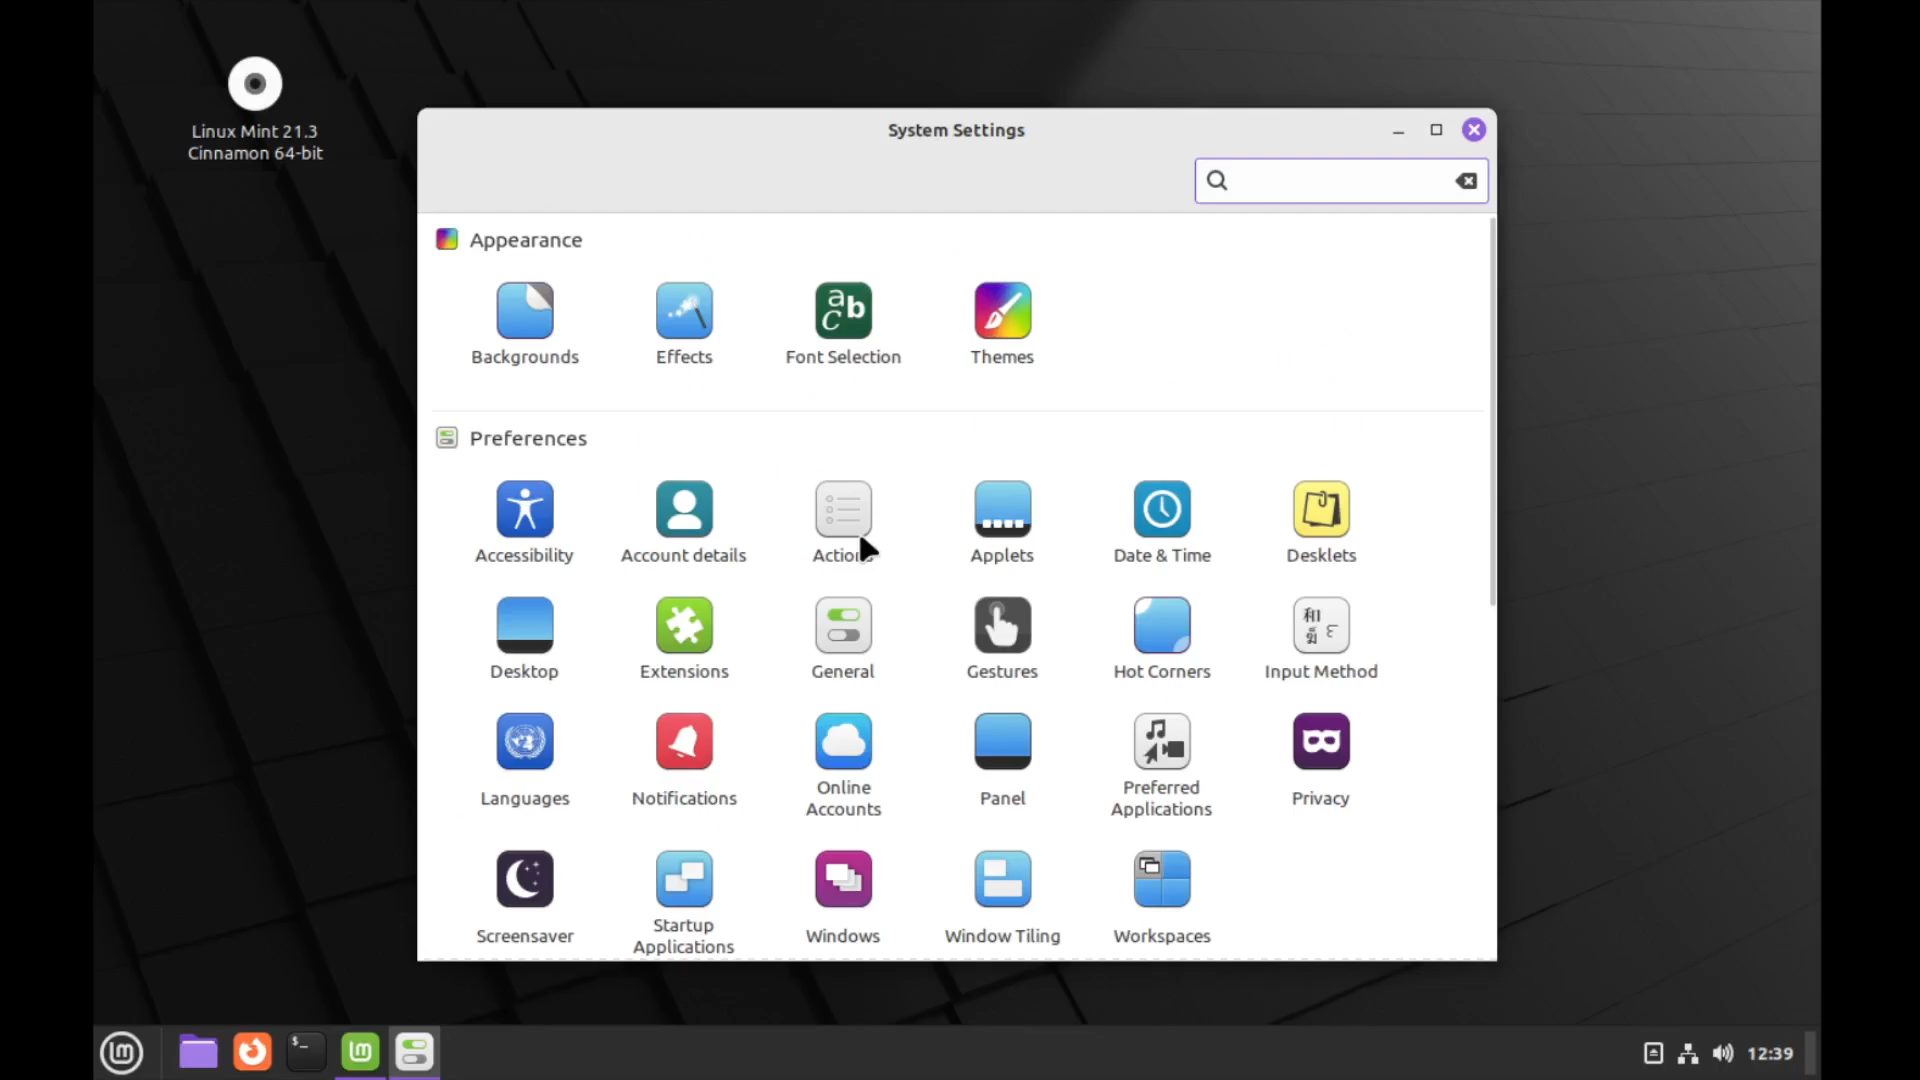 Linux Mint 21.3
Cinnamon 64-bit
System Settings
Appearance
Backgrounds
Effects
Font Selection
Themes
Preferences
Accessibility
Account details
Applets
Date & Time
Desklets
Desktop
Extensions
General
Gestures
Hot Corners
Input Method
Languages
Notifications
Online
Accounts
Panel
Preferred
Applications
Privacy
Screensaver
Startup
Applications
Windows
Window Tiling
Workspaces
12:39